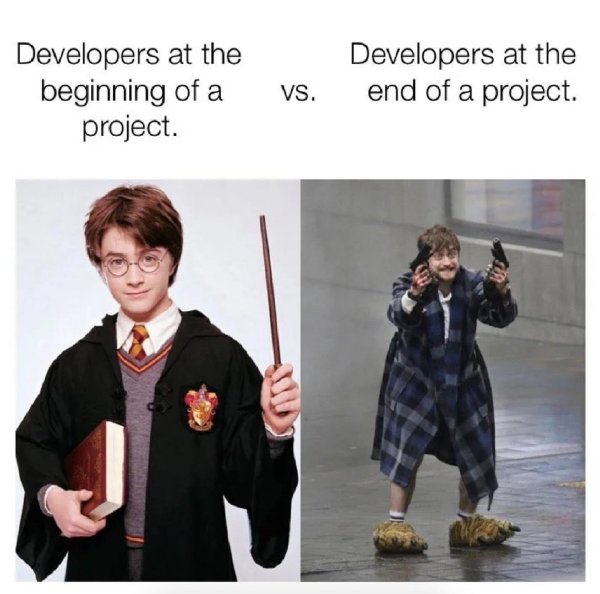 Developers at the
beginning of a
project.
vs.
Developers at the
end of a project.